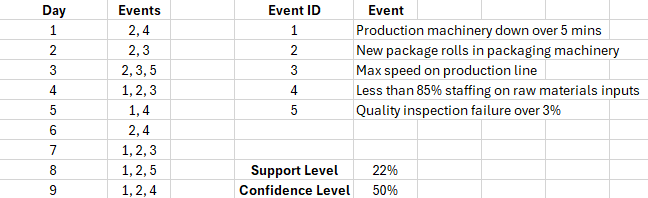 Day Events Event ID Event
1 2, 4 1 Production machinery down over 5 mins
2 2, 3 2 New package rolls in packaging machinery
3 2, 3, 5 3 Max speed on production line
4 1, 2, 3 4 Less than 85% staffing on raw materials inputs
5 1, 4 5 Quality inspection failure over 3%
6 2, 4
7 1, 2, 3
8 1, 2, 5 Support Level 22%
9 1, 2, 4 Confidence Level 50%